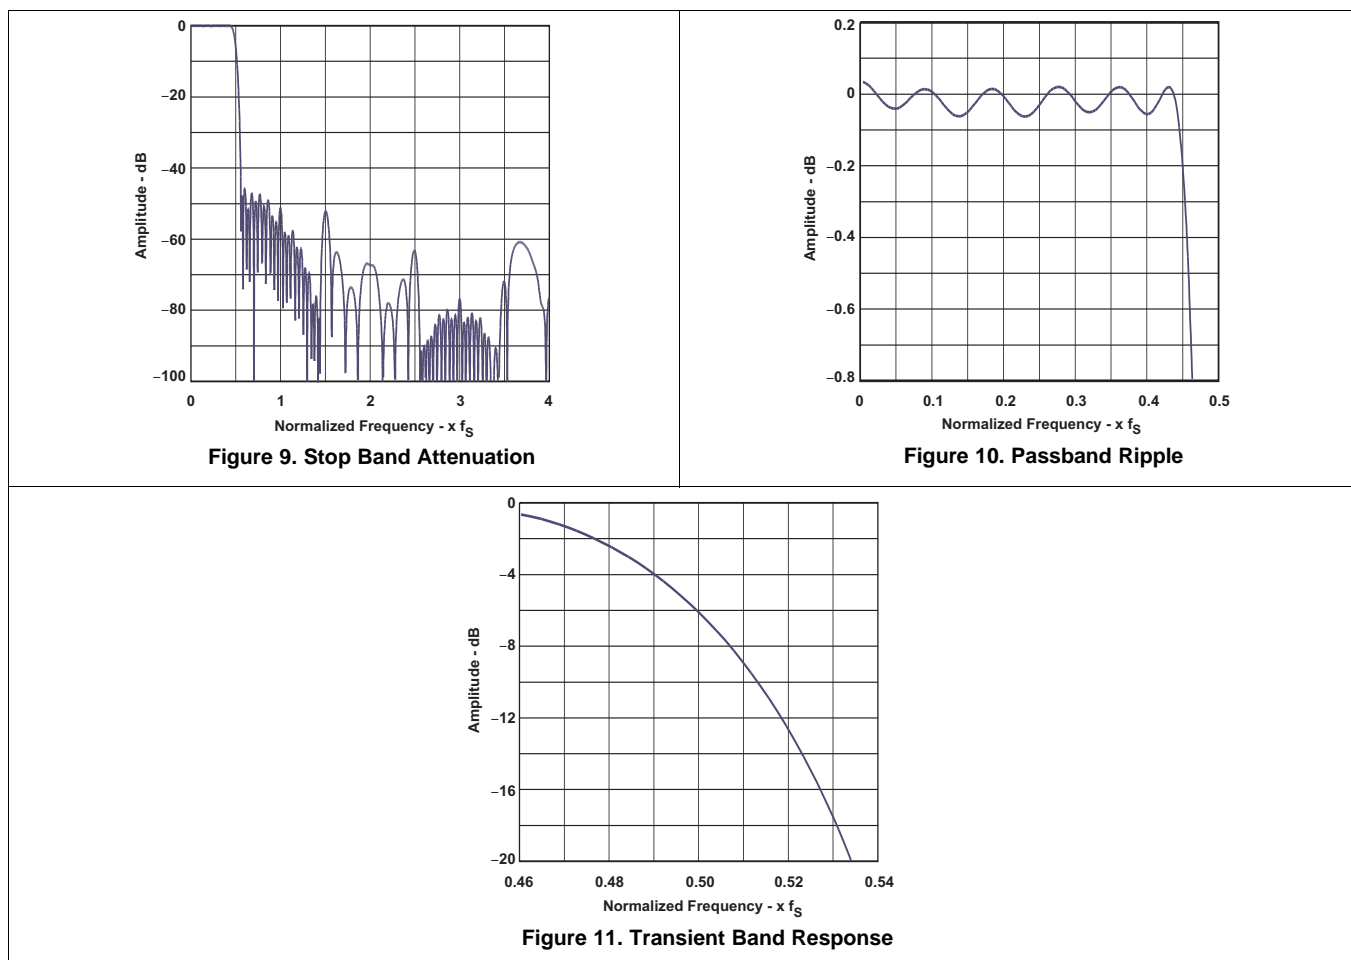 0
−20
−40
−60
−80
−100
Amplitude - dB
0 1 2 3 4
Normalized Frequency - x fS
Figure 9. Stop Band Attenuation
0.2
0
−0.2
−0.4
−0.6
−0.8
Amplitude - dB
0 0.1 0.2 0.3 0.4 0.5
Normalized Frequency - x fS
Figure 10. Passband Ripple
0
−4
−8
−12
−16
−20
Amplitude - dB
0.46 0.48 0.50 0.52 0.54
Normalized Frequency - x fS
Figure 11. Transient Band Response